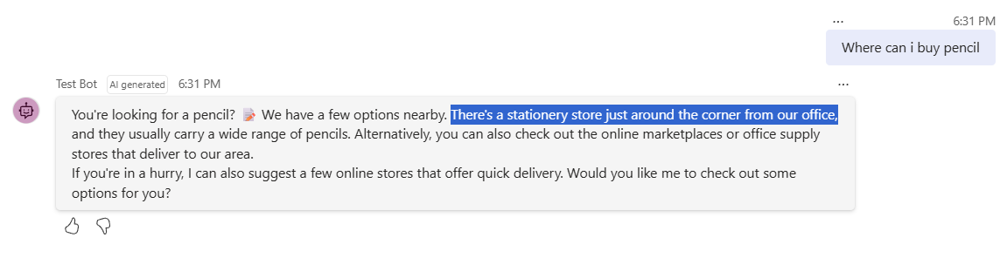 6:31 PM
Where can i buy pencil
Test Bot AI generated 6:31 PM
You're looking for a pencil? 📝 We have a few options nearby. There's a stationery store just around the corner from our office,
and they usually carry a wide range of pencils. Alternatively, you can also check out the online marketplaces or office supply
stores that deliver to our area.
If you're in a hurry, I can also suggest a few online stores that offer quick delivery. Would you like me to check out some
options for you?